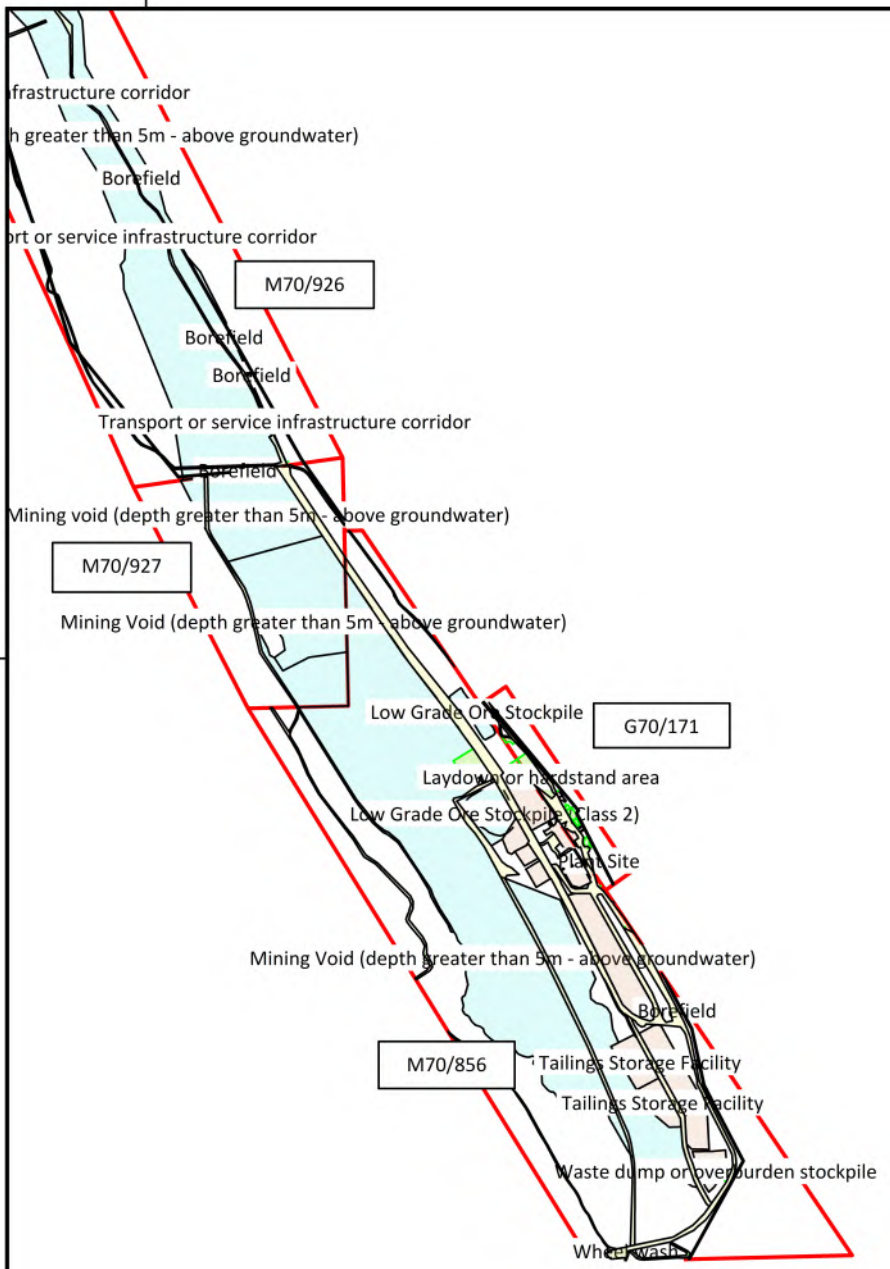 nfrastructure corridor
h greater than 5m - above groundwater)
Borefield
ort or service infrastructure corridor
M70/926
Borefield
Borefield
Transport or service infrastructure corridor
Borefield
Mining void (depth greater than 5m - above groundwater)
M70/927
Mining Void (depth greater than 5m - above groundwater)
Low Grade Ore Stockpile
G70/171
Laydown or hardstand area
Low Grade Ore Stockpile (Class 2)
Plant Site
Mining Void (depth greater than 5m - above groundwater)
Borefield
M70/856
Tailings Storage Facility
Tailings Storage Facility
Waste dump or overburden stockpile
Wheel wash